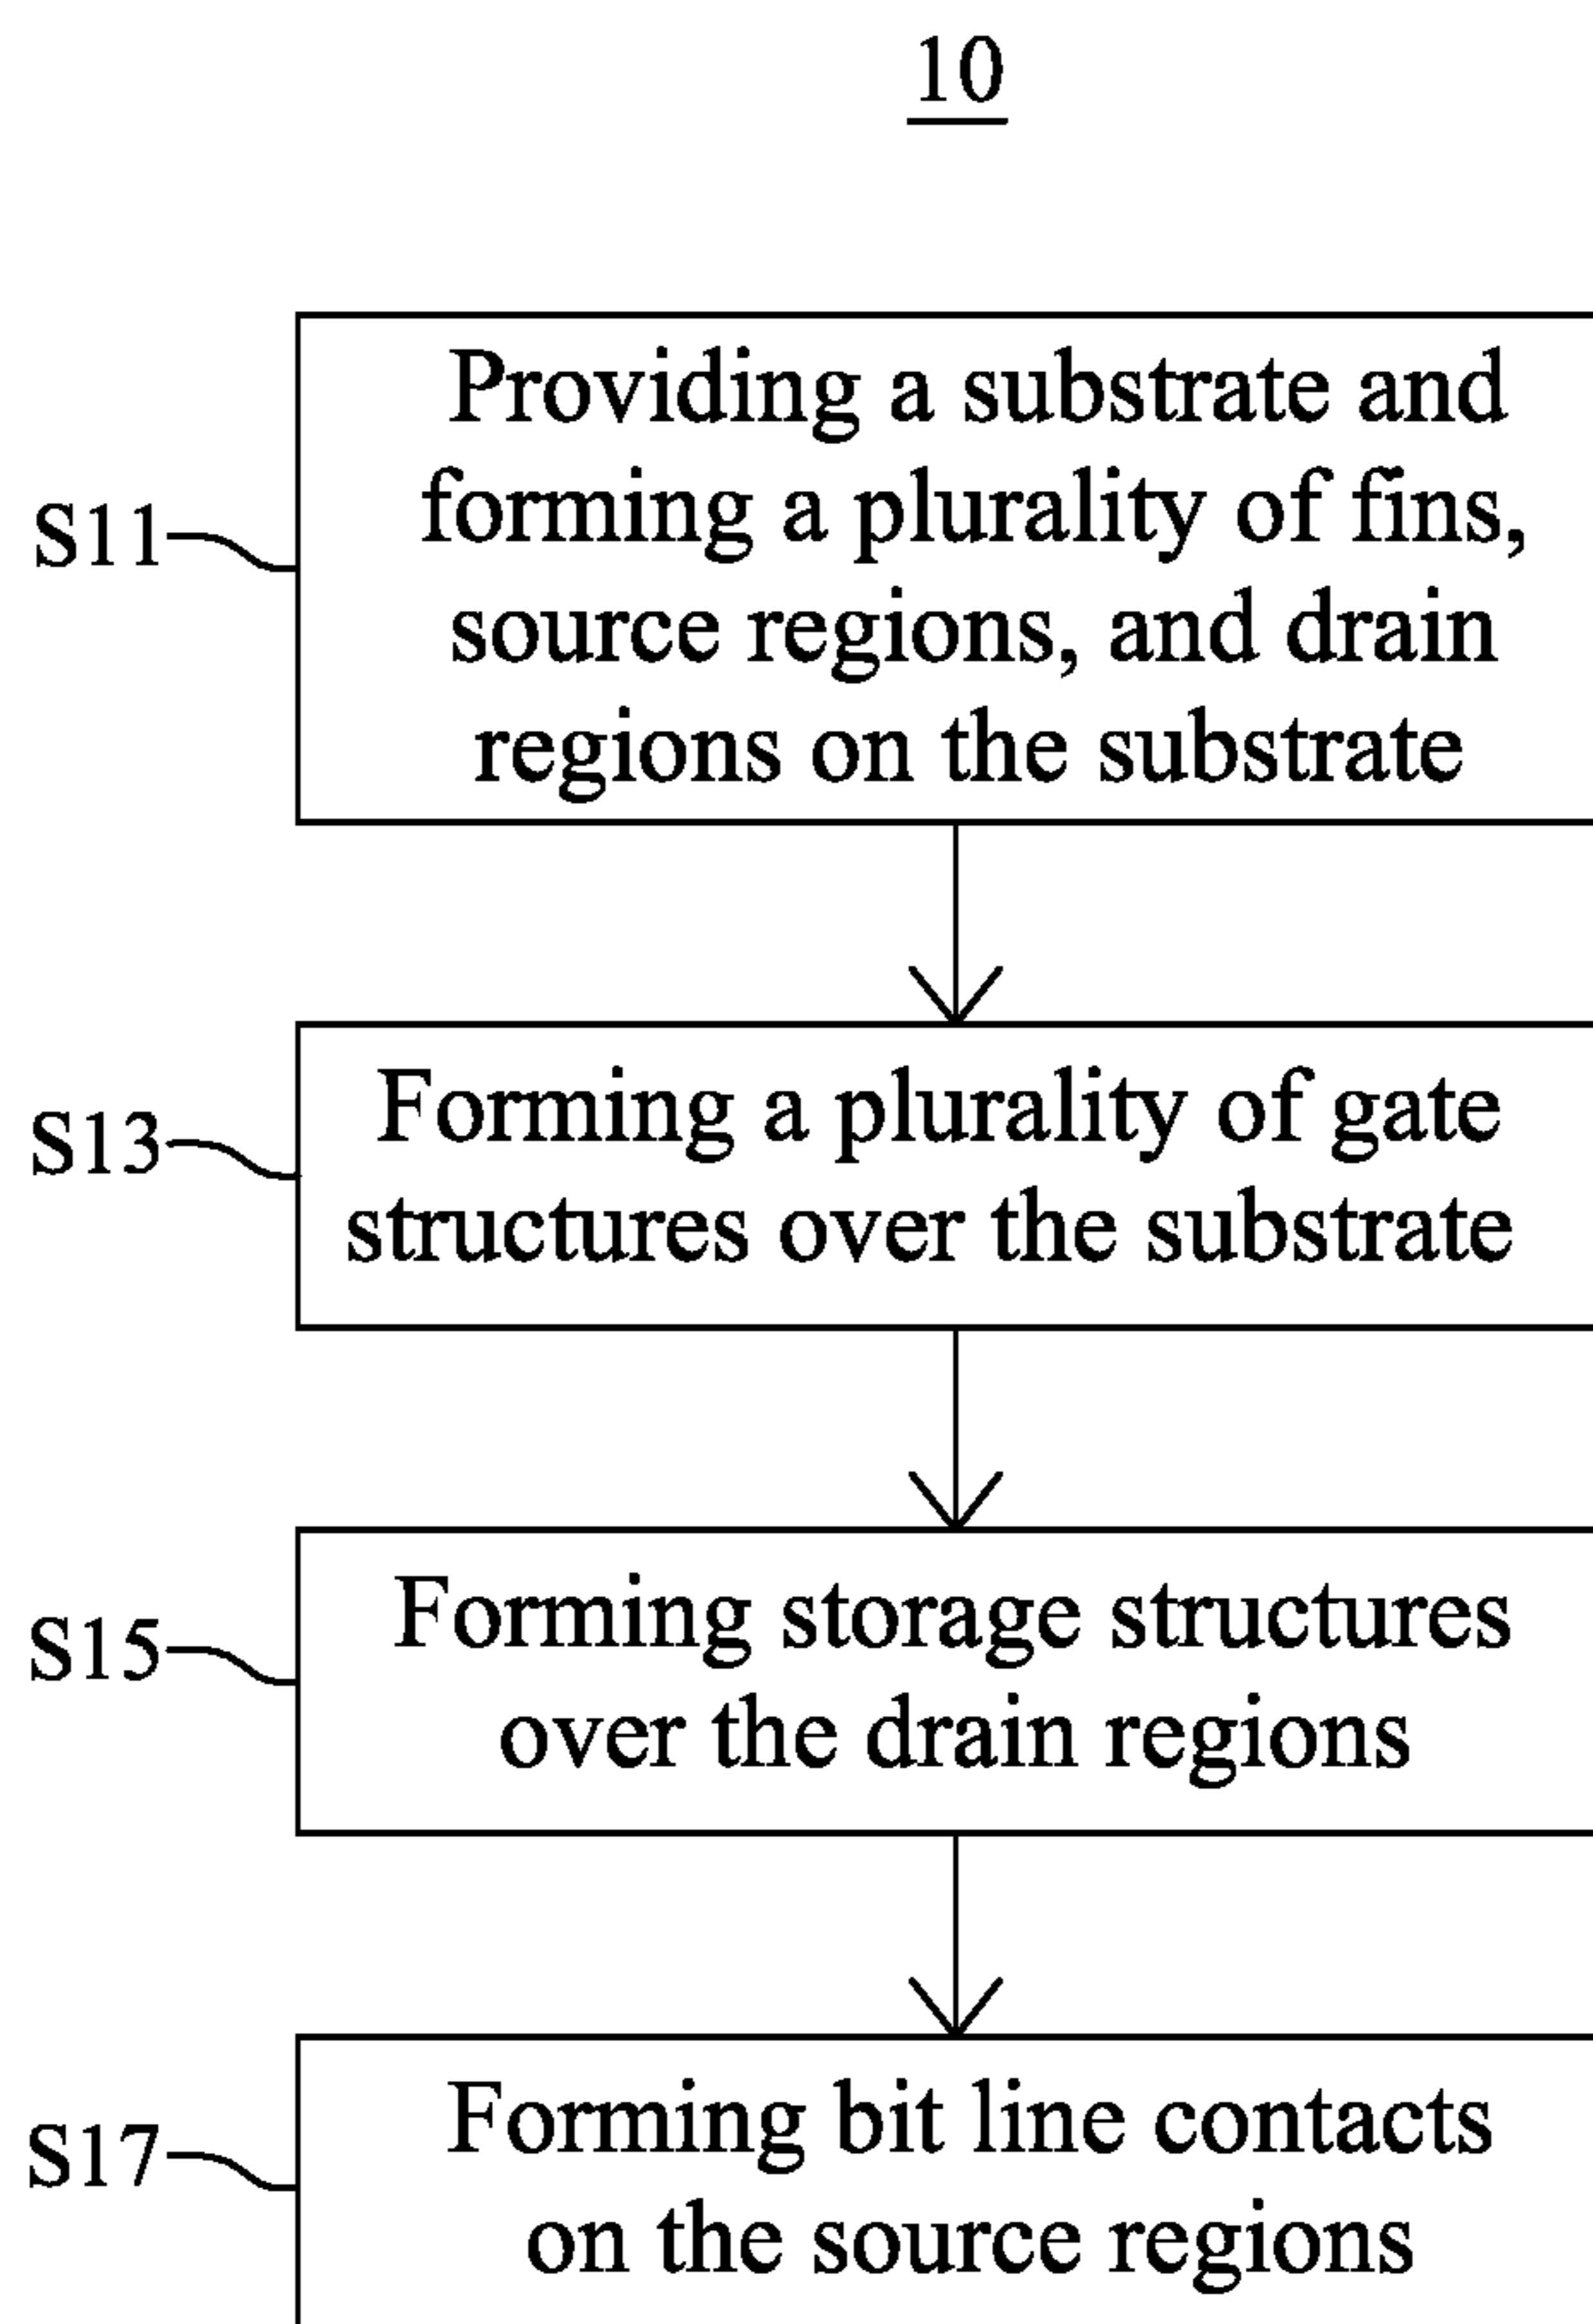 10
S11
Providing a substrate and
forming a plurality of fins,
source regions, and drain
regions on the substrate
S13
Forming a plurality of gate
structures over the substrate
S15
Forming storage structures
over the drain regions
S17
Forming bit line contacts
on the source regions